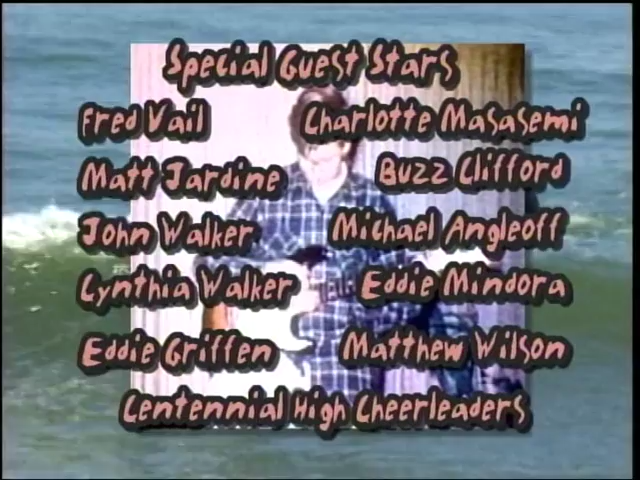 Special Guest Stars
Fred Vail Charlotte Masasemi
Matt Jardine Buzz Clifford
John Walker Michael Angleoff
Cynthia Walker Eddie Mindora
Eddie Griffen Matthew Wilson
Centennial High Cheerleaders